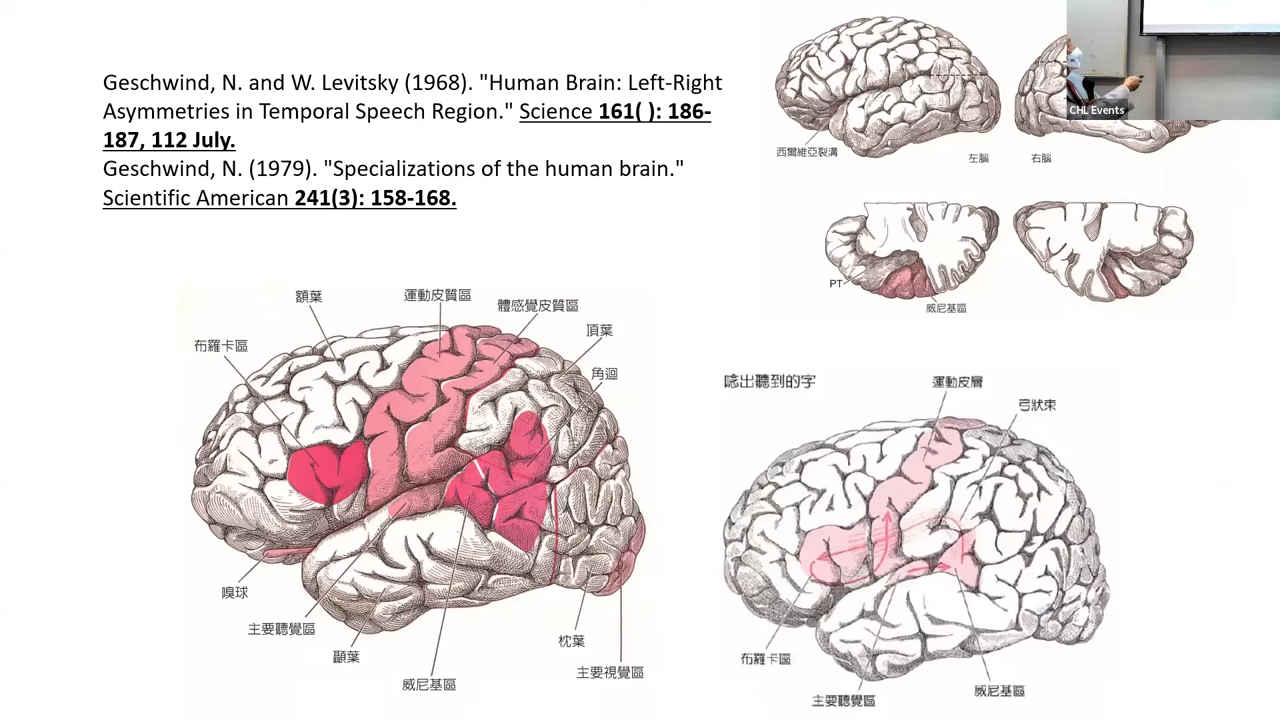 Geschwind, N. and W. Levitsky (1968). "Human Brain: Left-Right
Asymmetries in Temporal Speech Region." Science 161( ): 186-
187, 112 July.
Geschwind, N. (1979). "Specializations of the human brain."
Scientific American 241(3): 158-168.
CHL Events
西爾維亞裂溝
左腦
右腦
PT
威尼基區
額葉
運動皮質區
體感覺皮質區
頂葉
布羅卡區
角迴
嗅球
主要聽覺區
顳葉
威尼基區
枕葉
主要視覺區
唸出聽到的字
運動皮層
弓狀束
布羅卡區
主要聽覺區
威尼基區